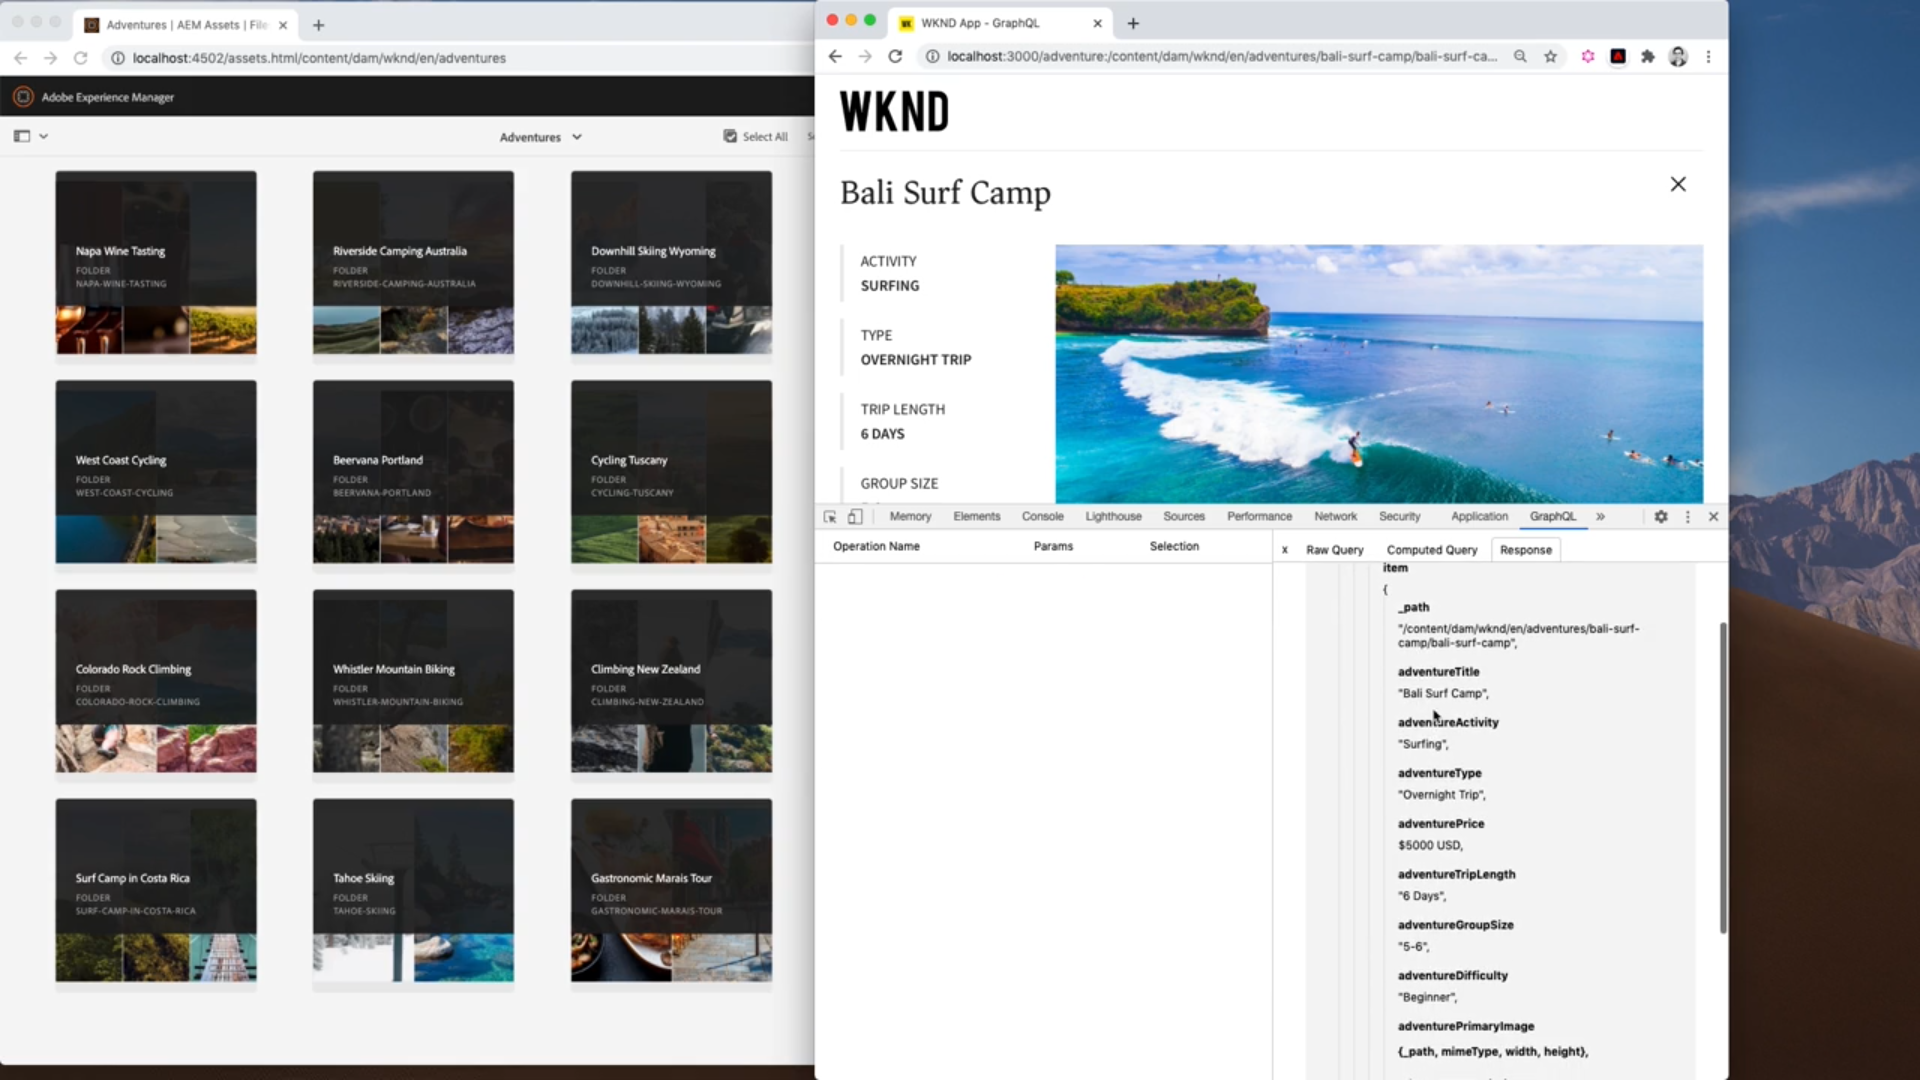 Adventures | AEM Assets | File
localhost:4502/assets.html/content/dam/wknd/en/adventures
Adobe Experience Manager
Adventures
Select All
Napa Wine Tasting
FOLDER
NAPA-WINE-TASTING
Riverside Camping Australia
FOLDER
RIVERSIDE-CAMPING-AUSTRALIA
Downhill Skiing Wyoming
FOLDER
DOWNHILL-SKIING-WYOMING
West Coast Cycling
FOLDER
WEST-COAST-CYCLING
Beervana Portland
FOLDER
BEERVANA-PORTLAND
Cycling Tuscany
FOLDER
CYCLING-TUSCANY
Colorado Rock Climbing
FOLDER
COLORADO-ROCK-CLIMBING
Whistler Mountain Biking
FOLDER
WHISTLER-MOUNTAIN-BIKING
Climbing New Zealand
FOLDER
CLIMBING-NEW-ZEALAND
Surf Camp in Costa Rica
FOLDER
SURF-CAMP-IN-COSTA-RICA
Tahoe Skiing
FOLDER
TAHOE-SKIING
Gastronomic Marais Tour
FOLDER
GASTRONOMIC-MARAIS-TOUR
WKND App - GraphQL
localhost:3000/adventure:/content/dam/wknd/en/adventures/bali-surf-camp/bali-surf-ca...
WKND
Bali Surf Camp
ACTIVITY
SURFING
TYPE
OVERNIGHT TRIP
TRIP LENGTH
6 DAYS
GROUP SIZE
Memory Elements Console Lighthouse Sources Performance Network Security Application GraphQL »
Operation Name Params Selection
x Raw Query Computed Query Response
item
{
_path
"/content/dam/wknd/en/adventures/bali-surf-
camp/bali-surf-camp",
adventureTitle
"Bali Surf Camp",
adventureActivity
"Surfing",
adventureType
"Overnight Trip",
adventurePrice
$5000 USD,
adventureTripLength
"6 Days",
adventureGroupSize
"5-6",
adventureDifficulty
"Beginner",
adventurePrimaryImage
{_path, mimeType, width, height},